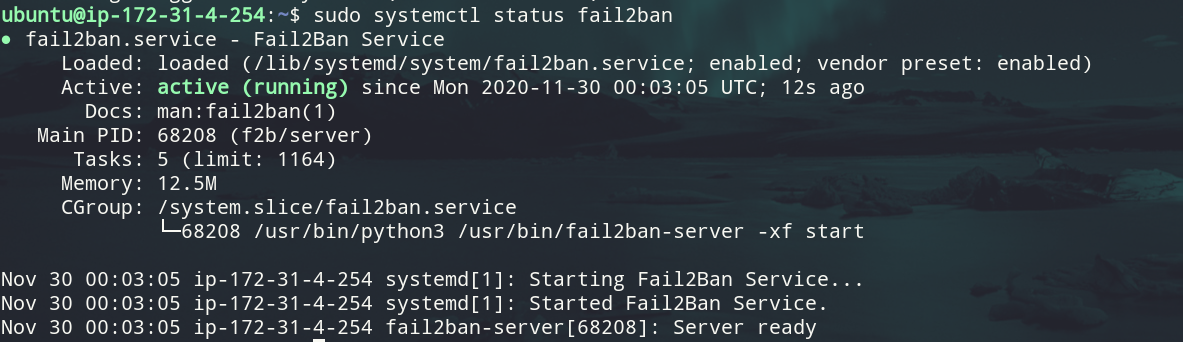 ubuntu@ip-172-31-4-254:~$ sudo systemctl status fail2ban
● fail2ban.service - Fail2Ban Service
     Loaded: loaded (/lib/systemd/system/fail2ban.service; enabled; vendor preset: enabled)
     Active: active (running) since Mon 2020-11-30 00:03:05 UTC; 12s ago
       Docs: man:fail2ban(1)
   Main PID: 68208 (f2b/server)
      Tasks: 5 (limit: 1164)
     Memory: 12.5M
     CGroup: /system.slice/fail2ban.service
             └─68208 /usr/bin/python3 /usr/bin/fail2ban-server -xf start

Nov 30 00:03:05 ip-172-31-4-254 systemd[1]: Starting Fail2Ban Service...
Nov 30 00:03:05 ip-172-31-4-254 systemd[1]: Started Fail2Ban Service.
Nov 30 00:03:05 ip-172-31-4-254 fail2ban-server[68208]: Server ready